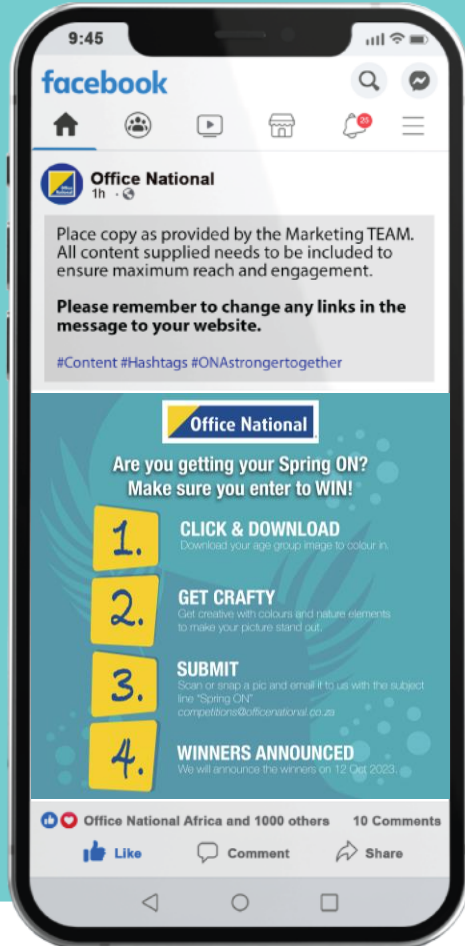 9:45
facebook
25
Office National
Office National
1h ·
Place copy as provided by the Marketing TEAM.
All content supplied needs to be included to
ensure maximum reach and engagement.
Please remember to change any links in the
message to your website.
#Content #Hashtags #ONAstrongertogether
Office National
Are you getting your Spring ON?
Make sure you enter to WIN!
1.
CLICK & DOWNLOAD
Download your age group image to colour in.
2.
GET CRAFTY
Get creative with colours and nature elements
to make your picture stand out.
3.
SUBMIT
Scan or snap a pic and email it to us with the subject
line "Spring ON"
competitions@officenational.co.za
4.
WINNERS ANNOUNCED
We will announce the winners on 12 Oct 2023.
Office National Africa and 1000 others 10 Comments
Like Comment Share